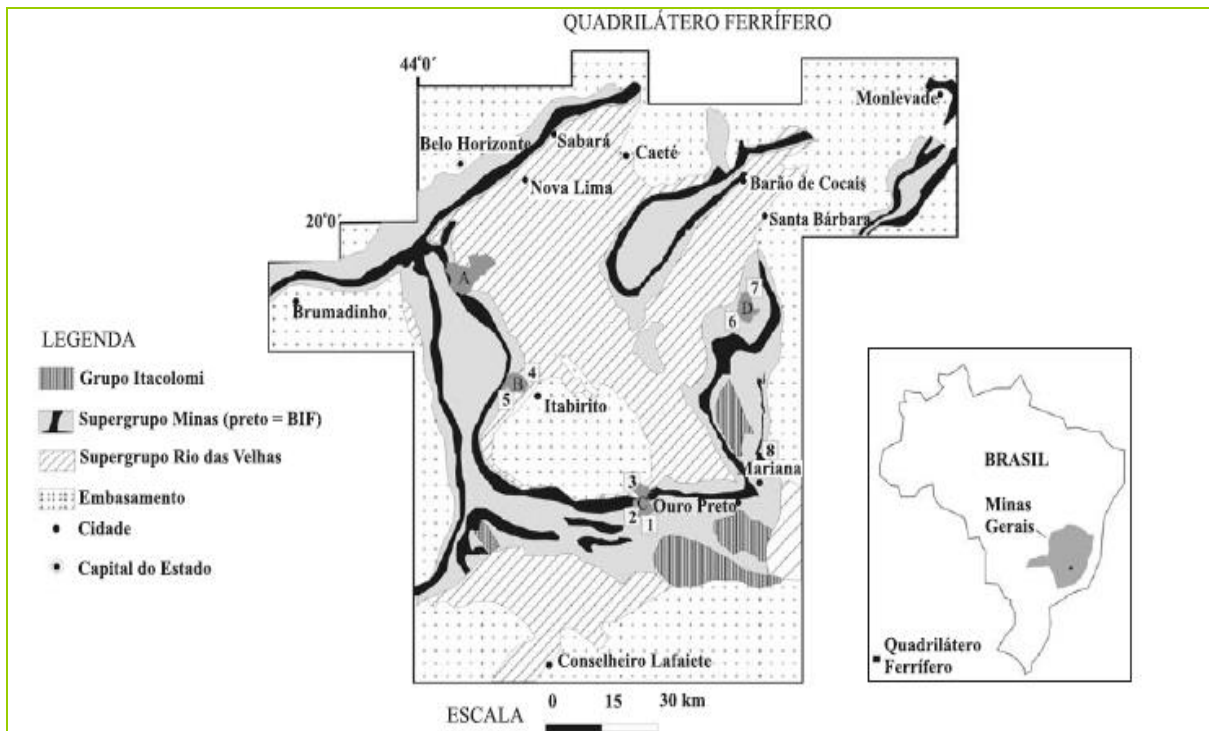 QUADRILÁTERO FERRÍFERO
44°0´
Monlevade
Sabará
Belo Horizonte
Caeté
Nova Lima
Barão de Cocais
Santa Bárbara
20°0´
A
7
D
6
Brumadinho
LEGENDA
Grupo Itacolomi
Supergrupo Minas (preto = BIF)
Supergrupo Rio das Velhas
Embasamento
Cidade
Capital do Estado
4
B
5
Itabirito
8
Mariana
3
C
Ouro Preto
2
1
Conselheiro Lafaiete
0 15 30 km
ESCALA
BRASIL
Minas
Gerais
Quadrilátero
Ferrífero